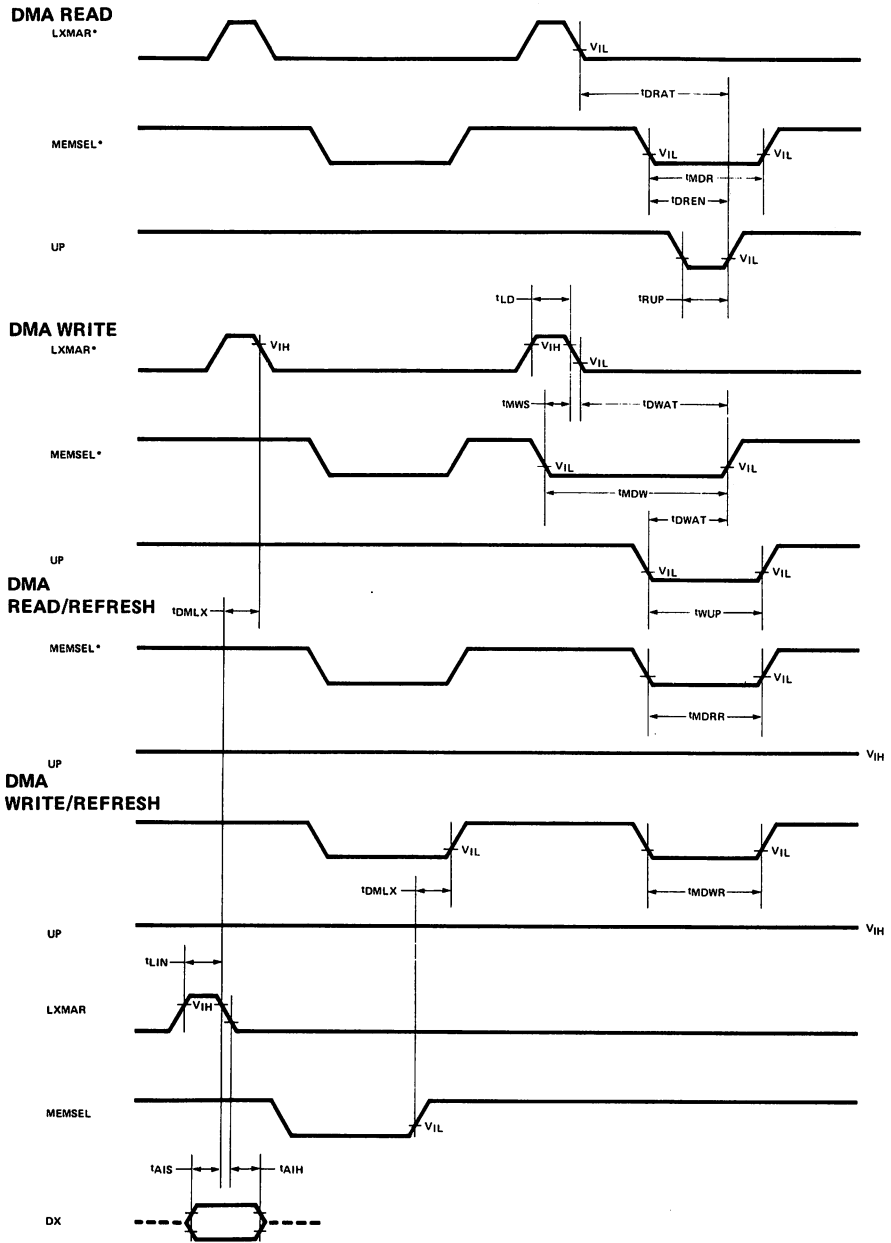 DMA READ
LXMAR*
VIL
tDRAT
MEMSEL*
VIL
VIL
tMDR
tDREN
UP
VIL
tLD
tRUP
DMA WRITE
LXMAR*
VIH
VIH
VIL
tMWS
tDWAT
MEMSEL*
VIL
VIL
tMDW
tDWAT
UP
VIL
VIL
DMA
READ/REFRESH
tDMLX
tWUP
MEMSEL*
VIL
tMDRR
UP
VIH
DMA
WRITE/REFRESH
VIL
VIL
tDMLX
tMDWR
UP
VIH
tLIN
LXMAR
VIH
MEMSEL
VIL
tAIS
tAIH
DX